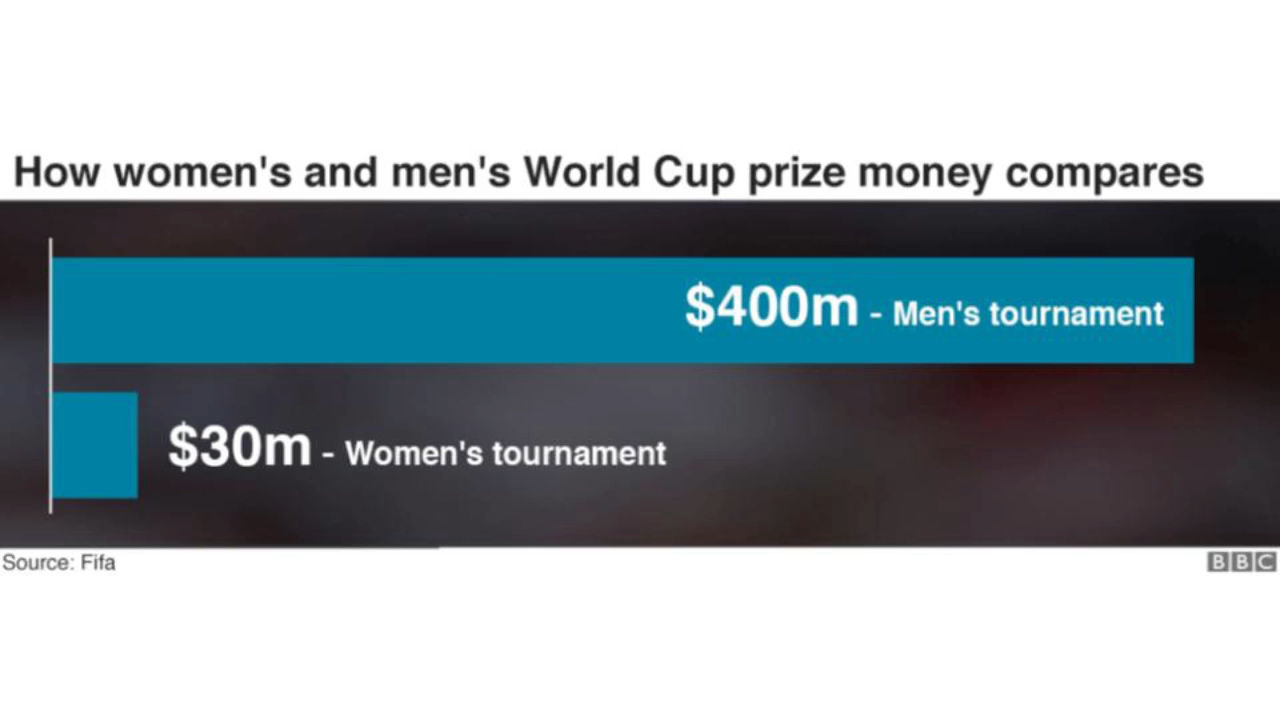 How women's and men's World Cup prize money compares
$400m - Men's tournament
$30m - Women's tournament
Source: Fifa
BBC